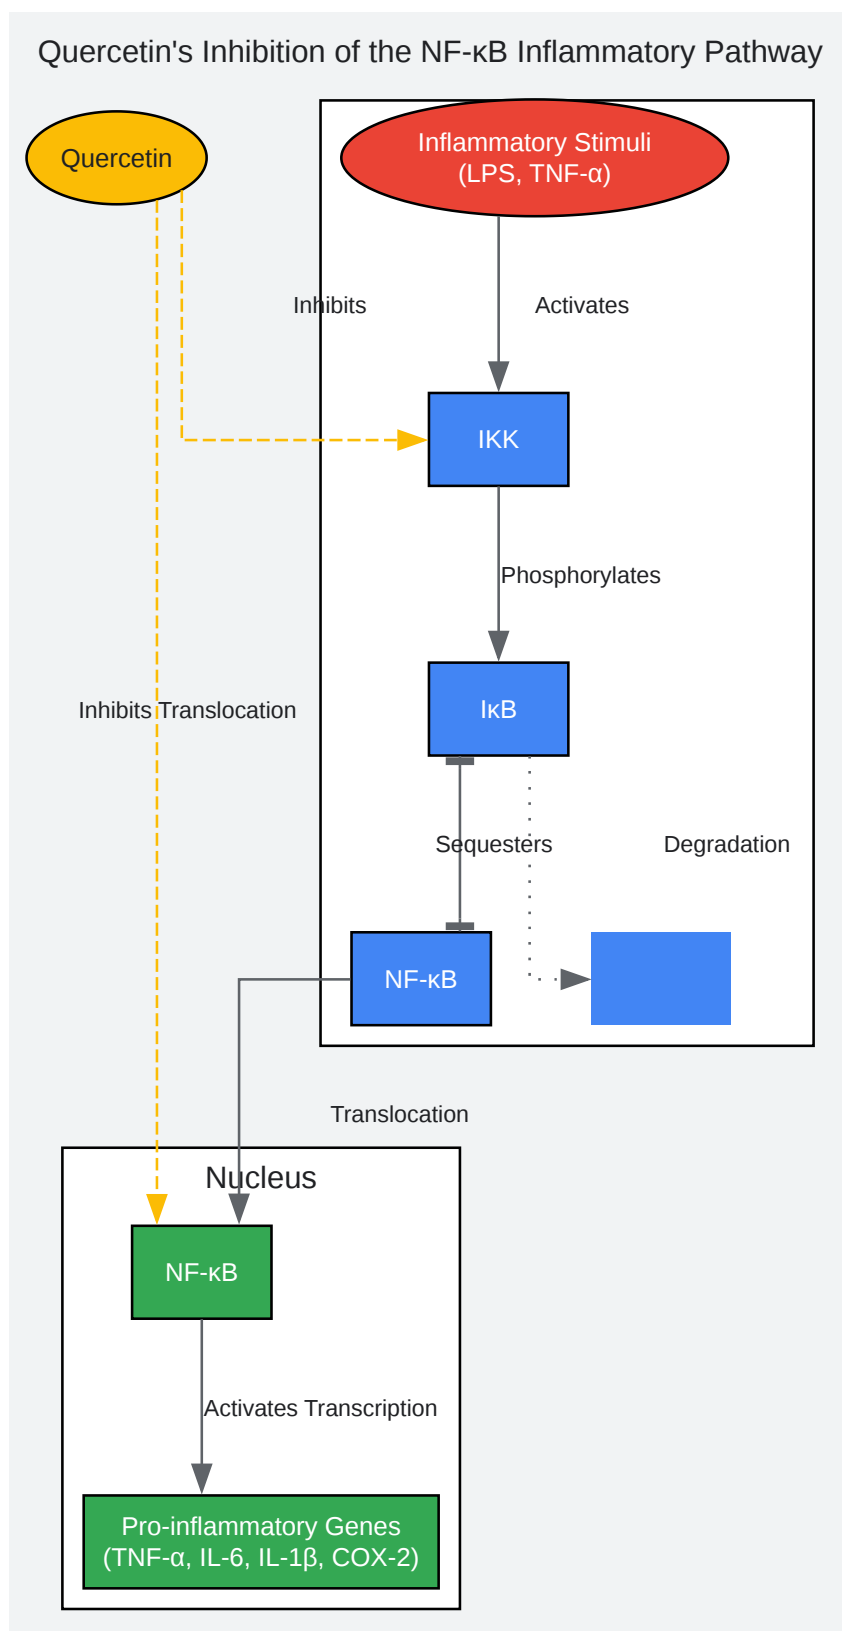 Quercetin's Inhibition of the NF-κB Inflammatory Pathway
Quercetin
Inflammatory Stimuli
(LPS, TNF-α)
Inhibits
Activates
IKK
Phosphorylates
IκB
Inhibits Translocation
Sequesters
Degradation
NF-κB
Translocation
Nucleus
NF-κB
Activates Transcription
Pro-inflammatory Genes
(TNF-α, IL-6, IL-1β, COX-2)